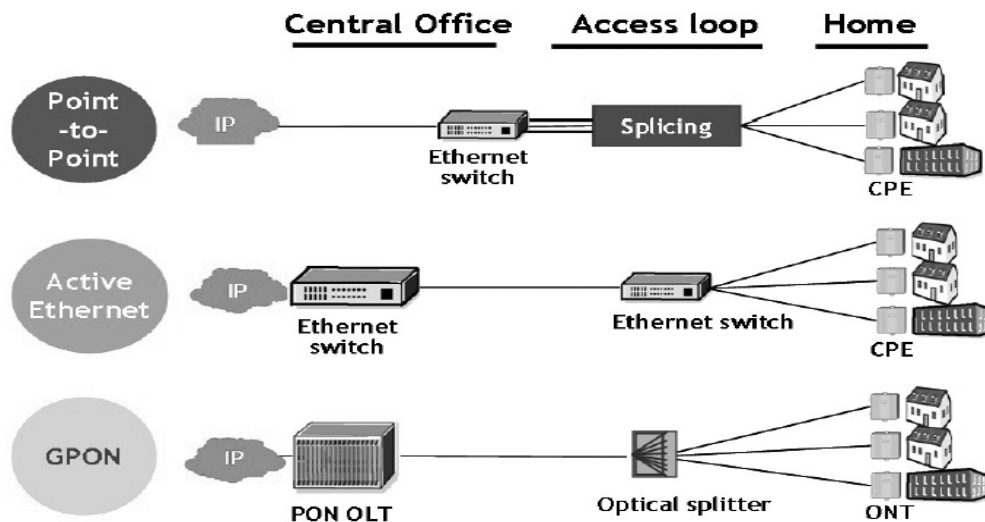 Central Office
Access loop
Home
Point
-to-
Point
IP
Ethernet
switch
Splicing
CPE
Active
Ethernet
IP
Ethernet
switch
Ethernet switch
CPE
GPON
IP
PON OLT
Optical splitter
ONT